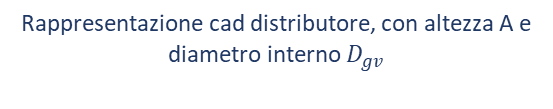 Rappresentazione cad distributore, con altezza A e
diametro interno D_gv